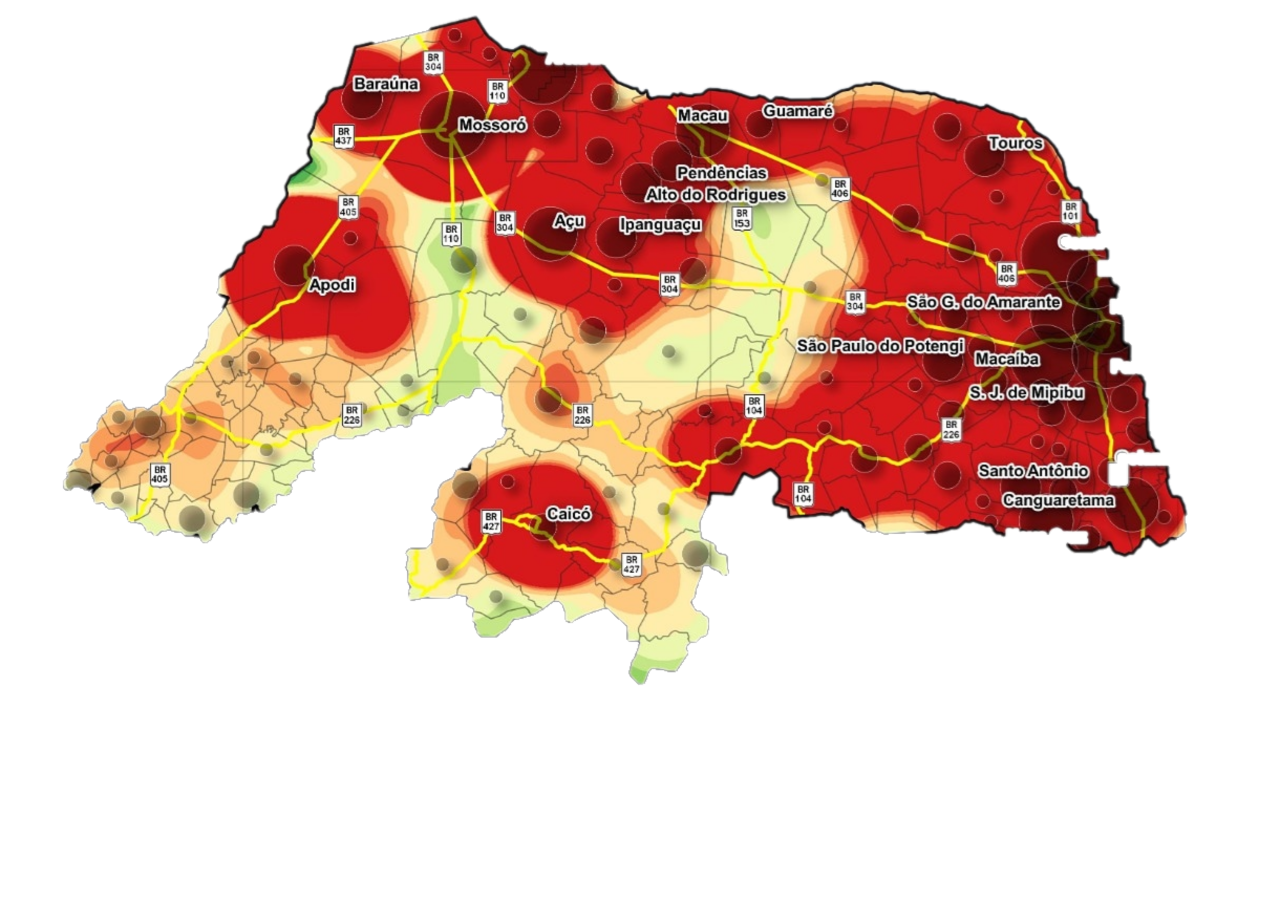 BR
304
Baraúna
BR
110
Mossoró
BR
437
Macau
Guamaré
Touros
Pendências
Alto do Rodrigues
BR
406
BR
405
BR
101
BR
153
BR
110
BR
304
Açu
Ipanguaçu
BR
406
BR
304
Apodi
BR
304
São G. do Amarante
São Paulo do Potengi
Macaíba
S. J. de Mipibu
BR
104
BR
226
BR
226
BR
226
BR
405
Santo Antônio
BR
104
Canguaretama
BR
427
Caicó
BR
427